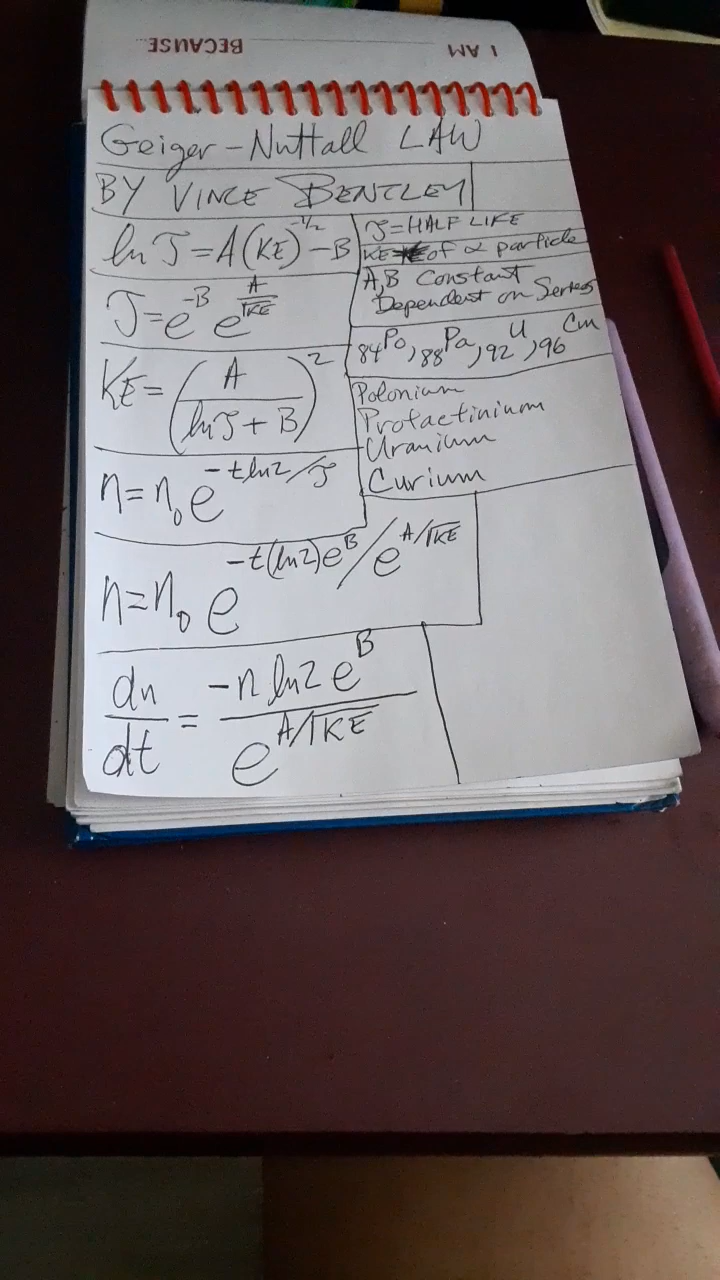 I AM ____________ BECAUSE
Geiger-Nuttall LAW
BY VINCE BENTLEY
ln T = A(KE)^-1/2 - B
T = e^-B e^A/√KE
KE = (A / ln T + B)^2
n = n₀ e^-t ln2/T
n = n₀ e^-t(ln2)e^B / e^A/√KE
dn/dt = -n ln2 e^B / e^A/√KE
T = HALF LIKE
KE of α particle
A,B Constant
Dependent on Series
₈₄Po, ₈₈Pa, ₉₂U, ₉₆Cm
Polonium
Protactinium
Uranium
Curium